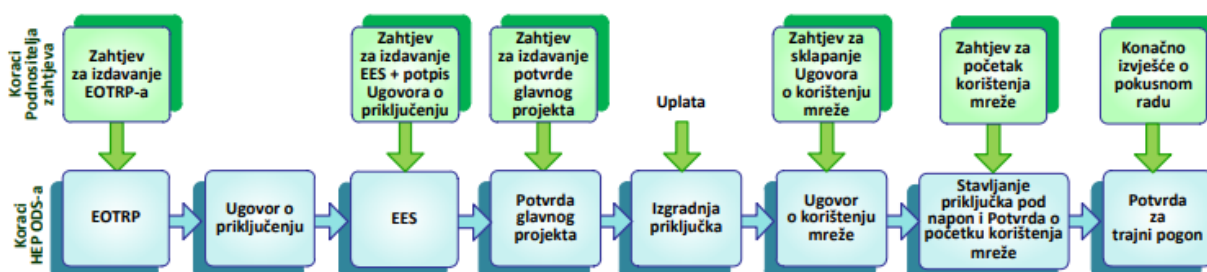 Koraci
Podnositelja
zahtjeva
Zahtjev
za izdavanje
EOTRP-a
Zahtjev
za izdavanje
EES + potpis
Ugovora o
priključenju
Zahtjev za
izdavanje
potvrde
glavnog
projekta
Uplata
Zahtjev za
sklapanje
Ugovora
o korištenju
mreže
Zahtjev za
početak
korištenja
mreže
Konačno
izvješće o
pokusnom
radu
Koraci
HEP ODS-a
EOTRP
Ugovor o
priključenju
EES
Potvrda
glavnog
projekta
Izgradnja
priključka
Ugovor
o korištenju
mreže
Stavljanje
priključka pod
napon i Potvrda o
početku korištenja
mreže
Potvrda
za
trajni pogon